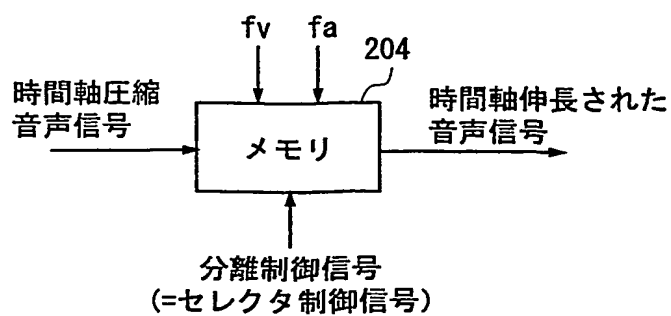 fv
fa
204
時間軸圧縮
音声信号
メモリ
時間軸伸長された
音声信号
分離制御信号
(=セレクタ制御信号)